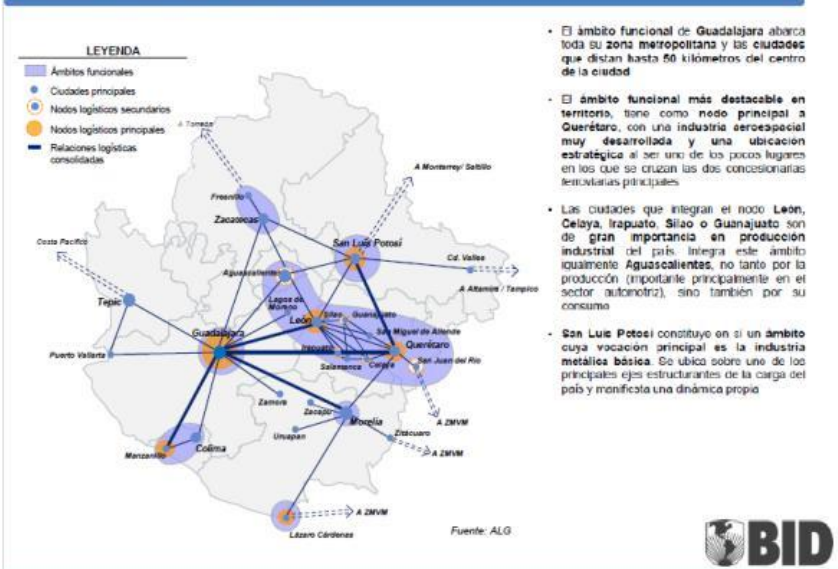 LEYENDA
Ámbitos funcionales
Ciudades principales
Nodos logísticos secundarios
Nodos logísticos principales
Relaciones logísticas
consolidadas
A Torreón
A Monterrey/ Saltillo
Fresnillo
Zacatecas
Costa Pacífico
San Luis Potosí
Cd. Valles
Aguascalientes
A Altamira / Tampico
Tepic
Lagos de
Moreno
León
Silao
Guanajuato
San Miguel de Allende
Guadalajara
Querétaro
Puerto Vallarta
Irapuato
San Juan del Río
Salamanca
Celaya
Zamora
Zacapu
Morelia
A ZMVM
Uruapan
Zitácuaro
Colima
Manzanillo
A ZMVM
A ZMVM
Lázaro Cárdenas
Fuente: ALG
• El ámbito funcional de Guadalajara abarca
toda su zona metropolitana y las ciudades
que distan hasta 50 kilómetros del centro
de la ciudad
• El ámbito funcional más destacable en
territorio, tiene como nodo principal a
Querétaro, con una industria aeroespacial
muy desarrollada y una ubicación
estratégica al ser uno de los pocos lugares
en los que se cruzan las dos concesionarias
ferroviarias principales
• Las ciudades que integran el nodo León,
Celaya, Irapuato, Silao o Guanajuato son
de gran importancia en producción
industrial del país. Integra este ámbito
igualmente Aguascalientes, no tanto por la
producción (importante principalmente en el
sector automotriz), sino también por su
consumo
• San Luis Potosí constituye en si un ámbito
cuya vocación principal es la industria
metálica básica. Se ubica sobre uno de los
principales ejes estructurantes de la carga del
país y manifiesta una dinámica propia
BID